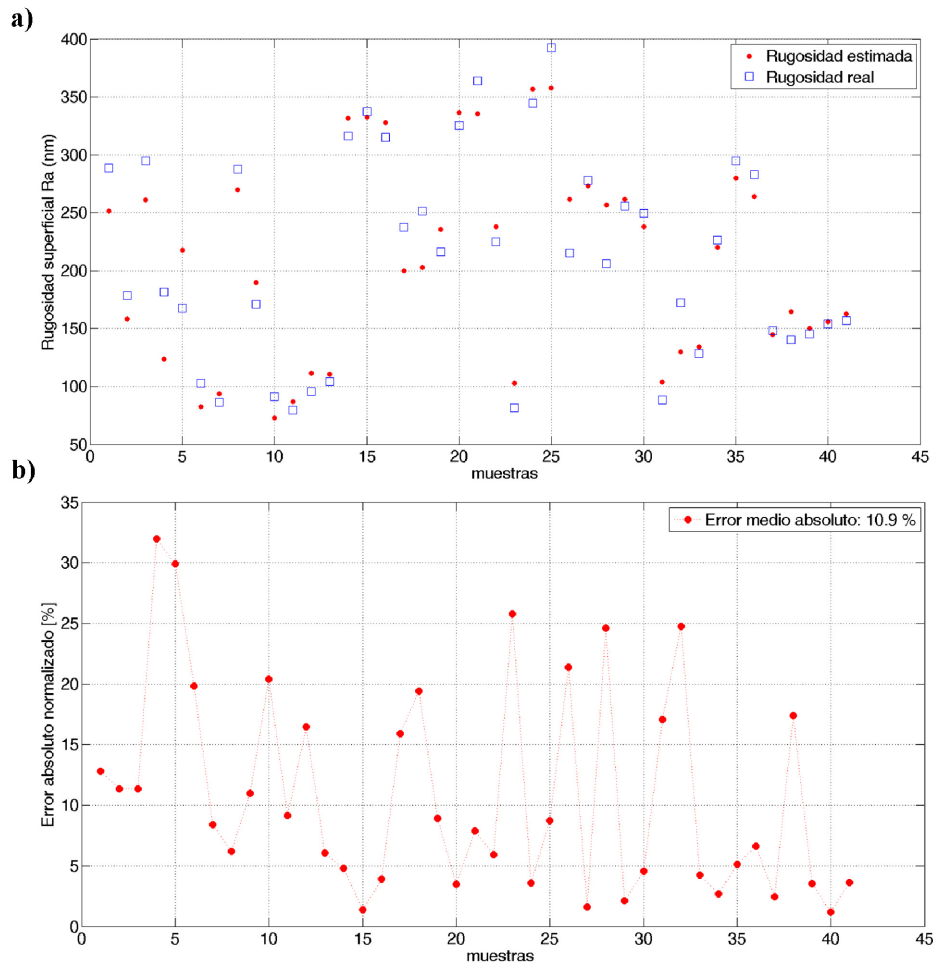 a)
400
350
300
250
200
150
100
50
Rugosidad superficial Ra (nm)
Rugosidad estimada
Rugosidad real
0 5 10 15 20 25 30 35 40 45
muestras
b)
35
30
25
20
15
10
5
0
Error absoluto normalizado [%]
Error medio absoluto: 10.9 %
0 5 10 15 20 25 30 35 40 45
muestras